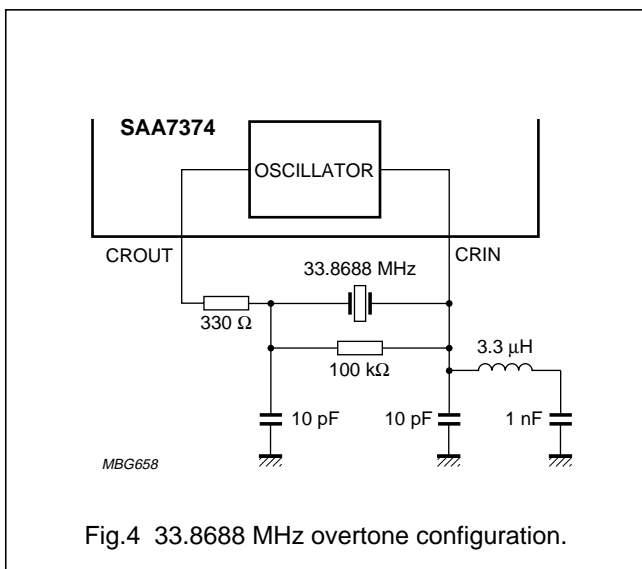 SAA7374
OSCILLATOR
CROUT
CRIN
33.8688 MHz
330 Ω
100 kΩ
3.3 μH
10 pF
10 pF
1 nF
MBG658
Fig.4 33.8688 MHz overtone configuration.